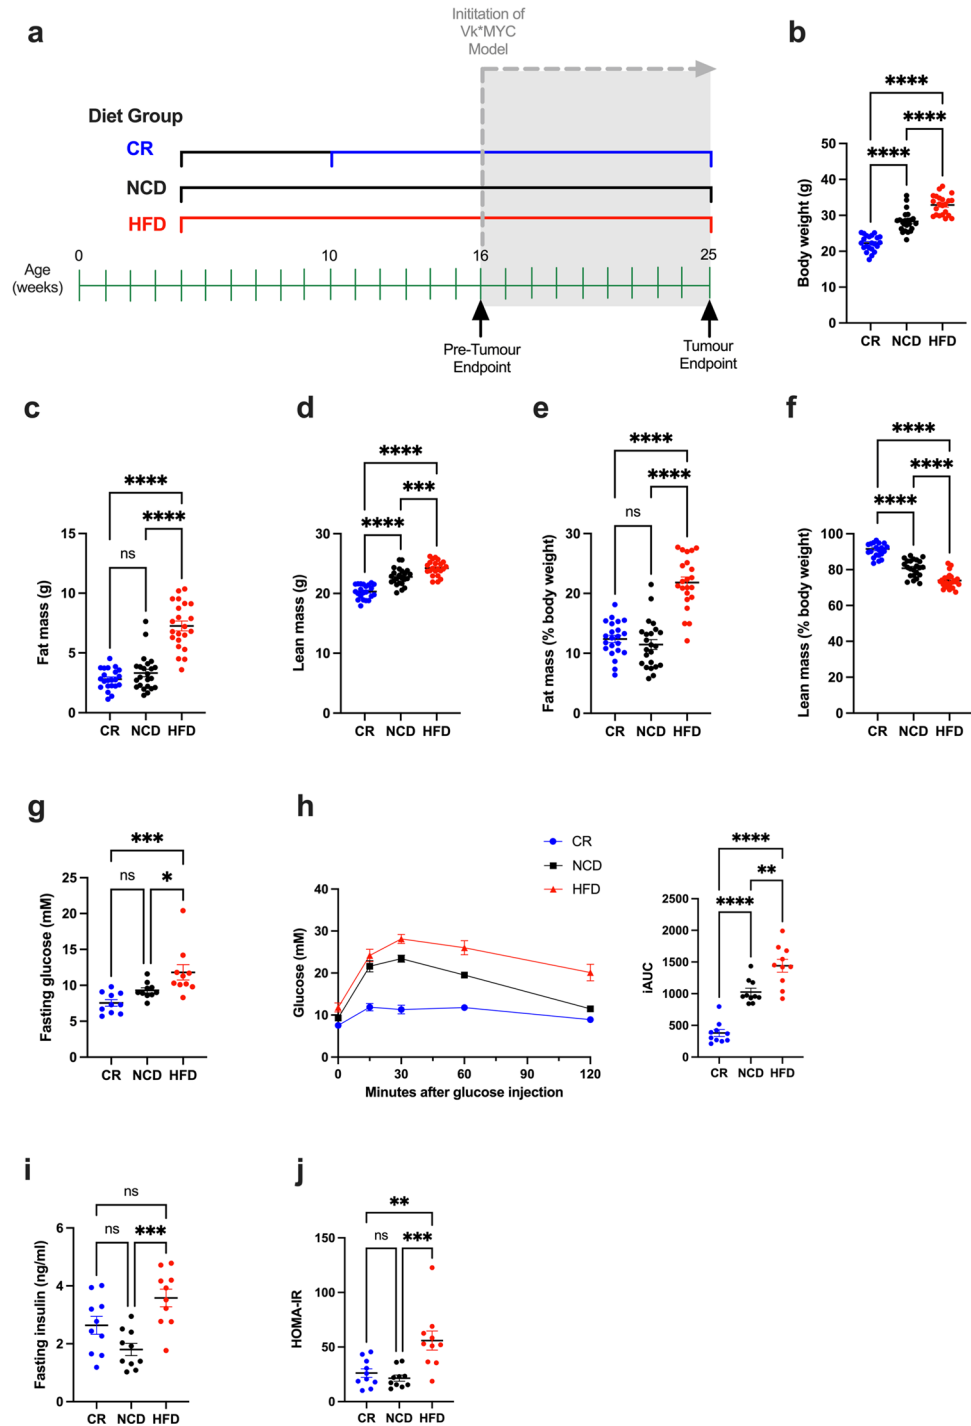 a
Inititation of
Vk*MYC
Model
Diet Group
CR
NCD
HFD
0
10
16
25
Age
(weeks)
Pre-Tumour
Endpoint
Tumour
Endpoint
b
****
****
****
Body weight (g)
50
40
30
20
10
0
CR NCD HFD
c
****
****
ns
Fat mass (g)
15
10
5
0
CR NCD HFD
d
****
***
****
Lean mass (g)
30
20
10
0
CR NCD HFD
e
****
****
ns
Fat mass (% body weight)
30
20
10
0
CR NCD HFD
f
****
****
****
Lean mass (% body weight)
100
80
60
40
20
0
CR NCD HFD
g
***
ns
*
Fasting glucose (mM)
25
20
15
10
5
0
CR NCD HFD
h
CR
NCD
HFD
Glucose (mM)
40
30
20
10
0
0 30 60 90 120
Minutes after glucose injection
****
**
****
iAUC
2500
2000
1500
1000
500
0
CR NCD HFD
i
ns
ns
***
Fasting insulin (ng/ml)
6
4
2
0
CR NCD HFD
j
**
ns
***
HOMA-IR
150
100
50
0
CR NCD HFD